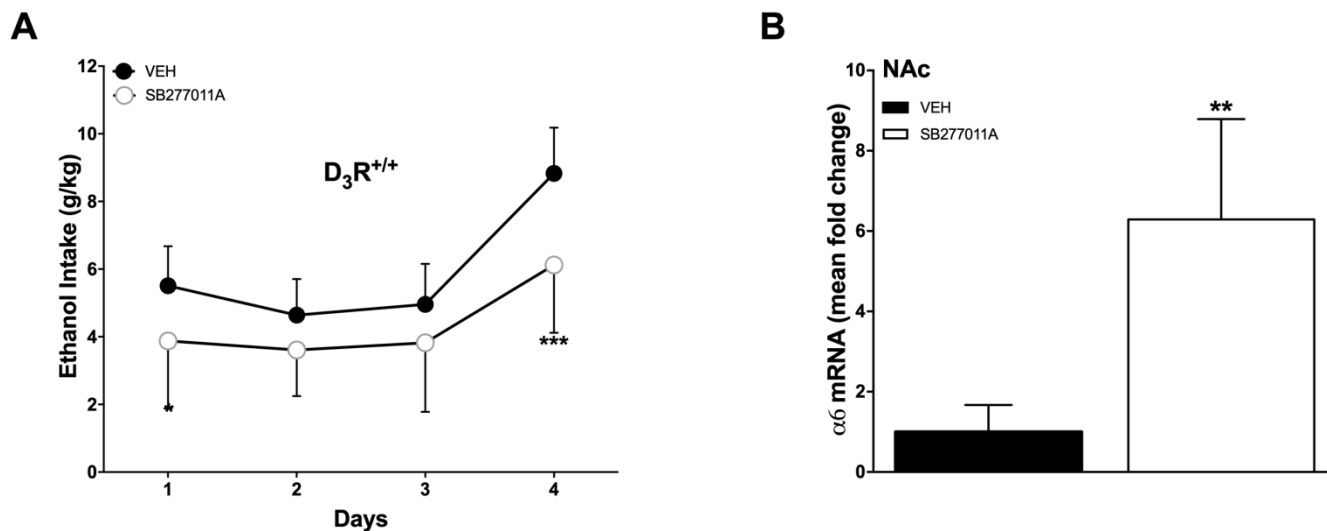 A
VEH
SB277011A
D₃R⁺/⁺
Ethanol Intake (g/kg)
12
10
8
6
4
2
0
*
***
1
2
3
4
Days
B
NAc
VEH
SB277011A
α6 mRNA (mean fold change)
10
8
6
4
2
0
**